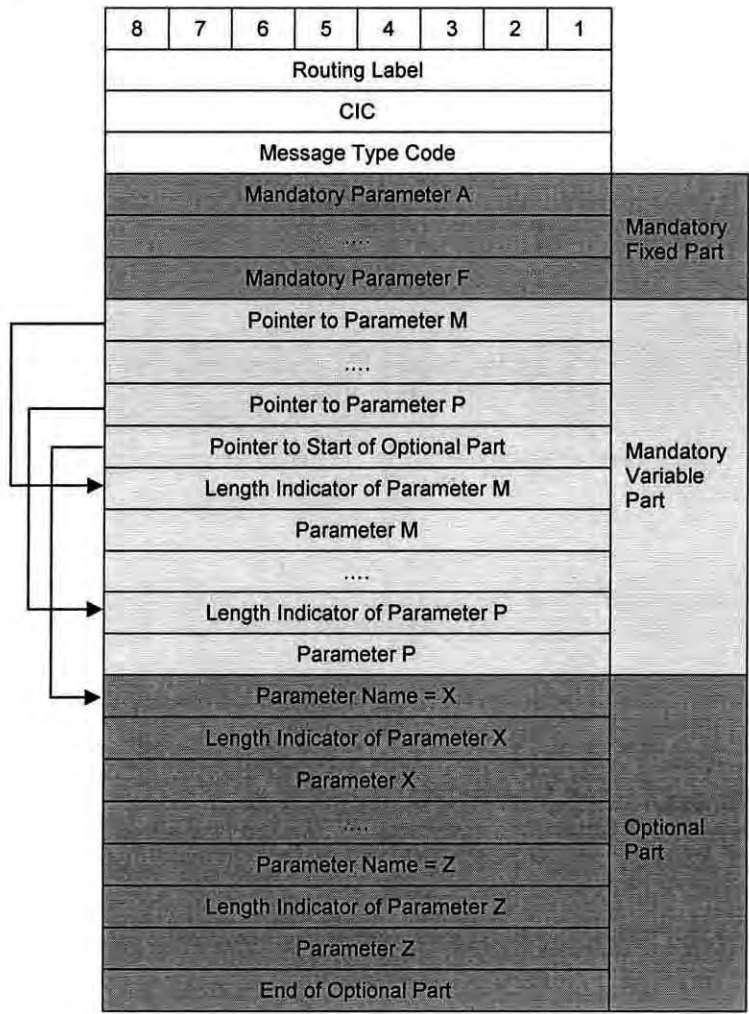 8 7 6 5 4 3 2 1
Routing Label
CIC
Message Type Code
Mandatory Parameter A
....
Mandatory Parameter F
Mandatory
Fixed Part
Pointer to Parameter M
....
Pointer to Parameter P
Pointer to Start of Optional Part
Length Indicator of Parameter M
Parameter M
....
Length Indicator of Parameter P
Parameter P
Mandatory
Variable
Part
Parameter Name = X
Length Indicator of Parameter X
Parameter X
....
Parameter Name = Z
Length Indicator of Parameter Z
Parameter Z
End of Optional Part
Optional
Part